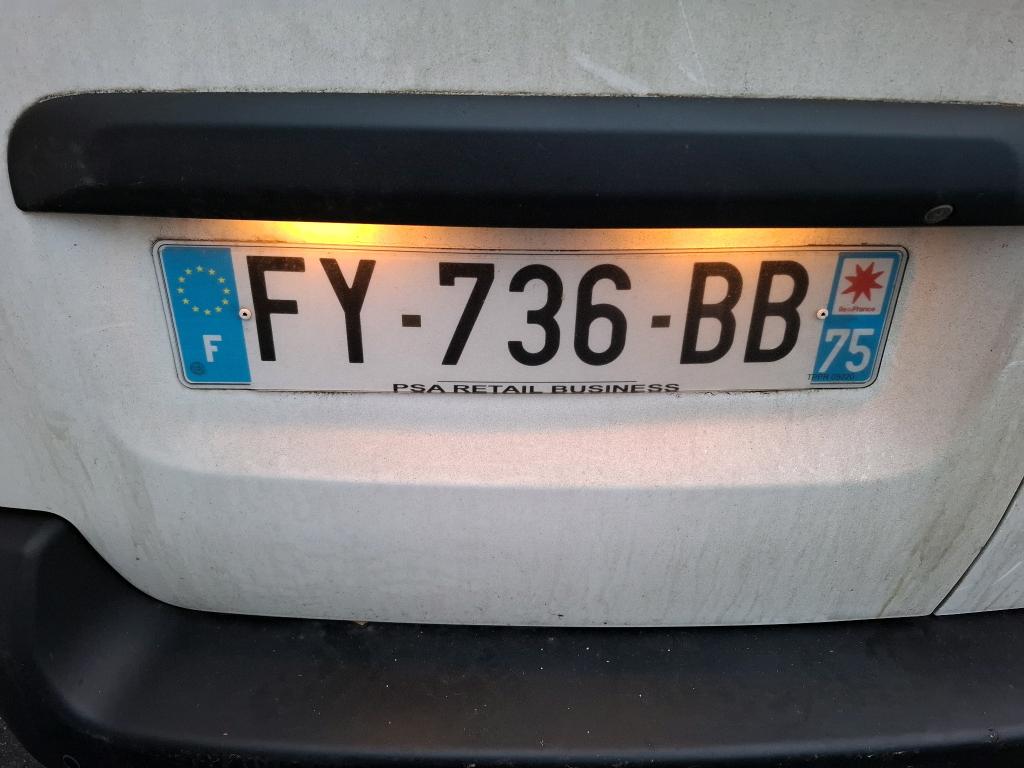 F
FY-736-BB
îledeFrance
75
PSA RETAIL BUSINESS